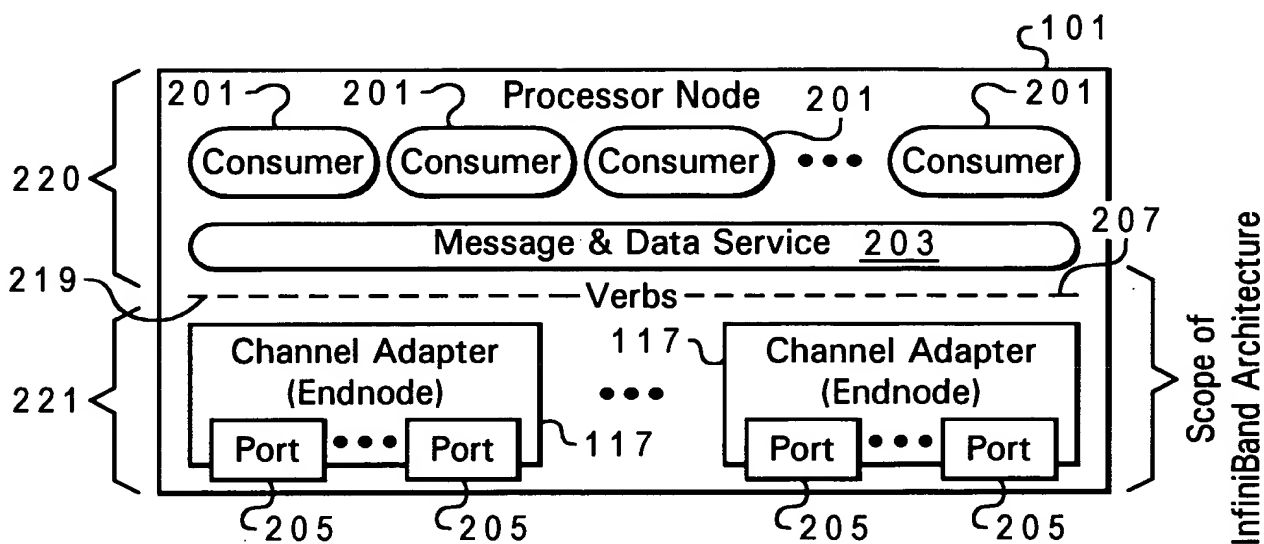 101
201 201 Processor Node 201 201
Consumer Consumer Consumer ••• Consumer
220
207
Message & Data Service 203
219
Verbs
Channel Adapter (Endnode)
117
Channel Adapter (Endnode)
•••
221
117
Port ••• Port
Port ••• Port
205 205 205 205
Scope of
InfiniBand Architecture